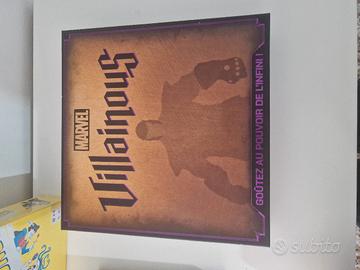 MARVEL
Villainous
GOÛTEZ AU POUVOIR DE L'INFINI !
subito